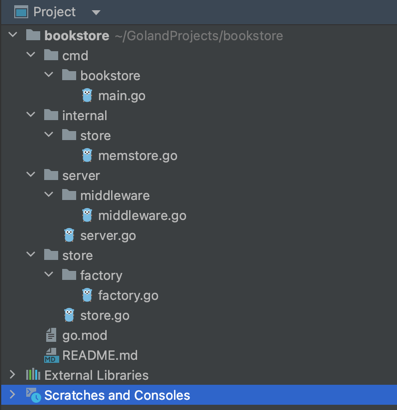 Project
bookstore ~/GolandProjects/bookstore
cmd
bookstore
main.go
internal
store
memstore.go
server
middleware
middleware.go
server.go
store
factory
factory.go
store.go
go.mod
MD README.md
External Libraries
Scratches and Consoles